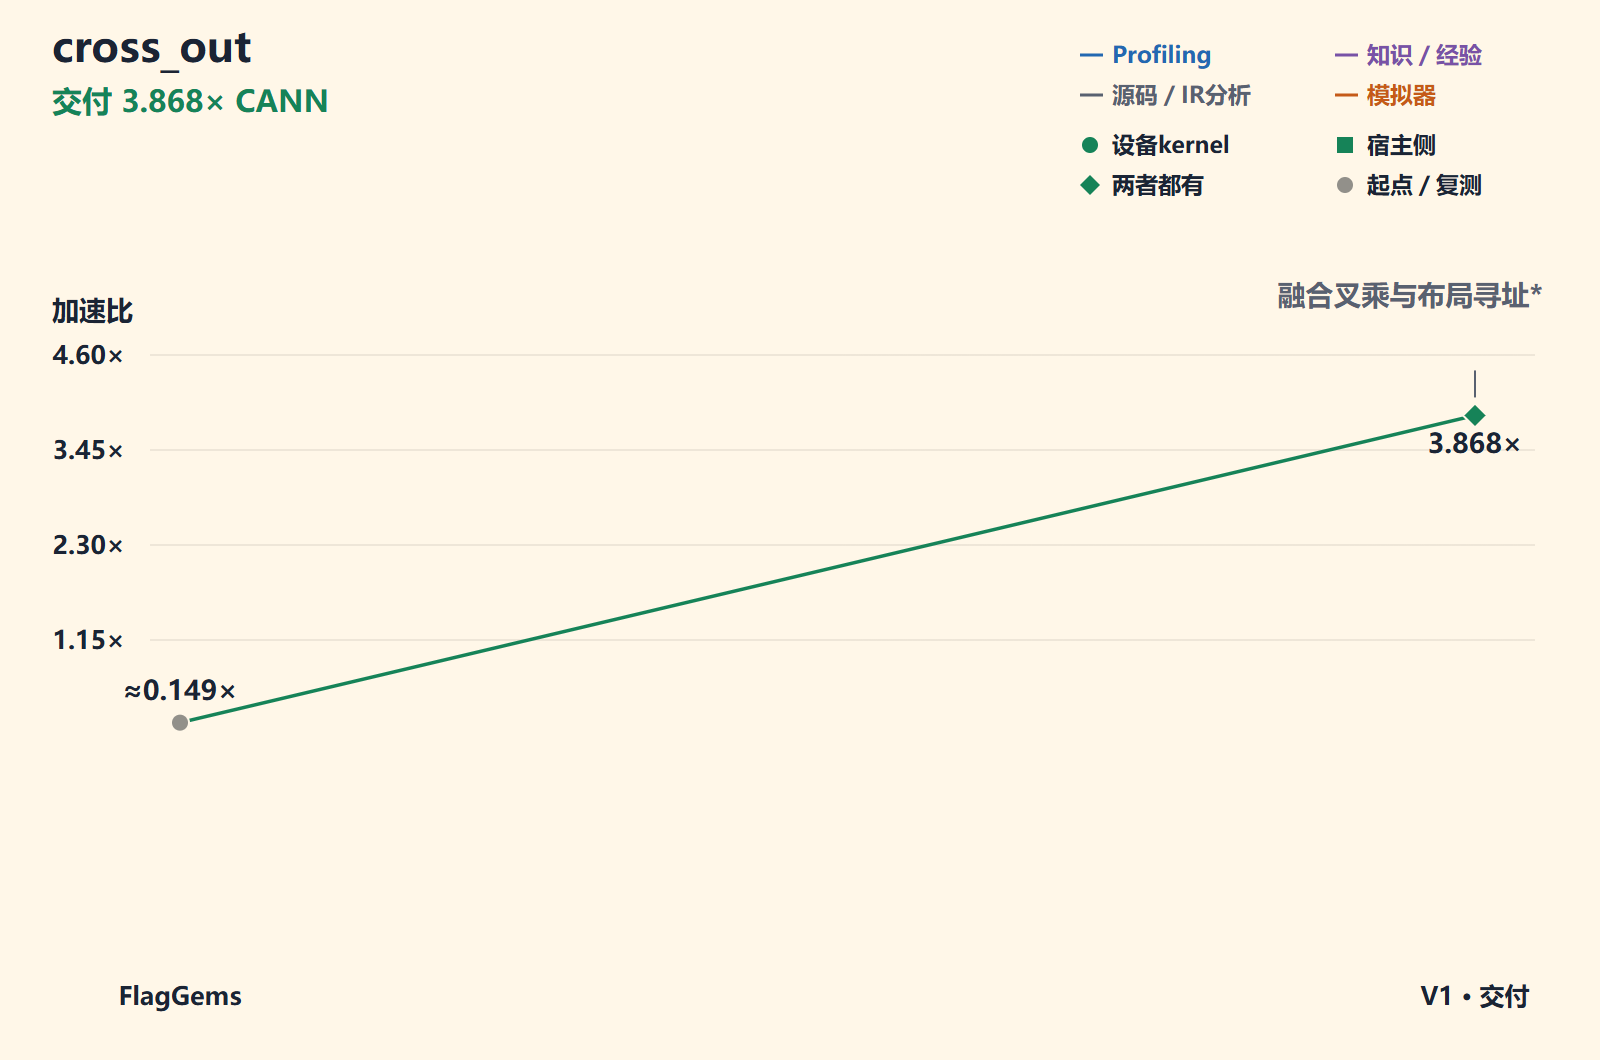 cross_out
交付 3.868× CANN
Profiling
知识 / 经验
源码 / IR分析
模拟器
设备kernel
宿主侧
两者都有
起点 / 复测
融合叉乘与布局寻址*
加速比
4.60×
3.45×
2.30×
1.15×
3.868×
≈0.149×
FlagGems
V1 • 交付